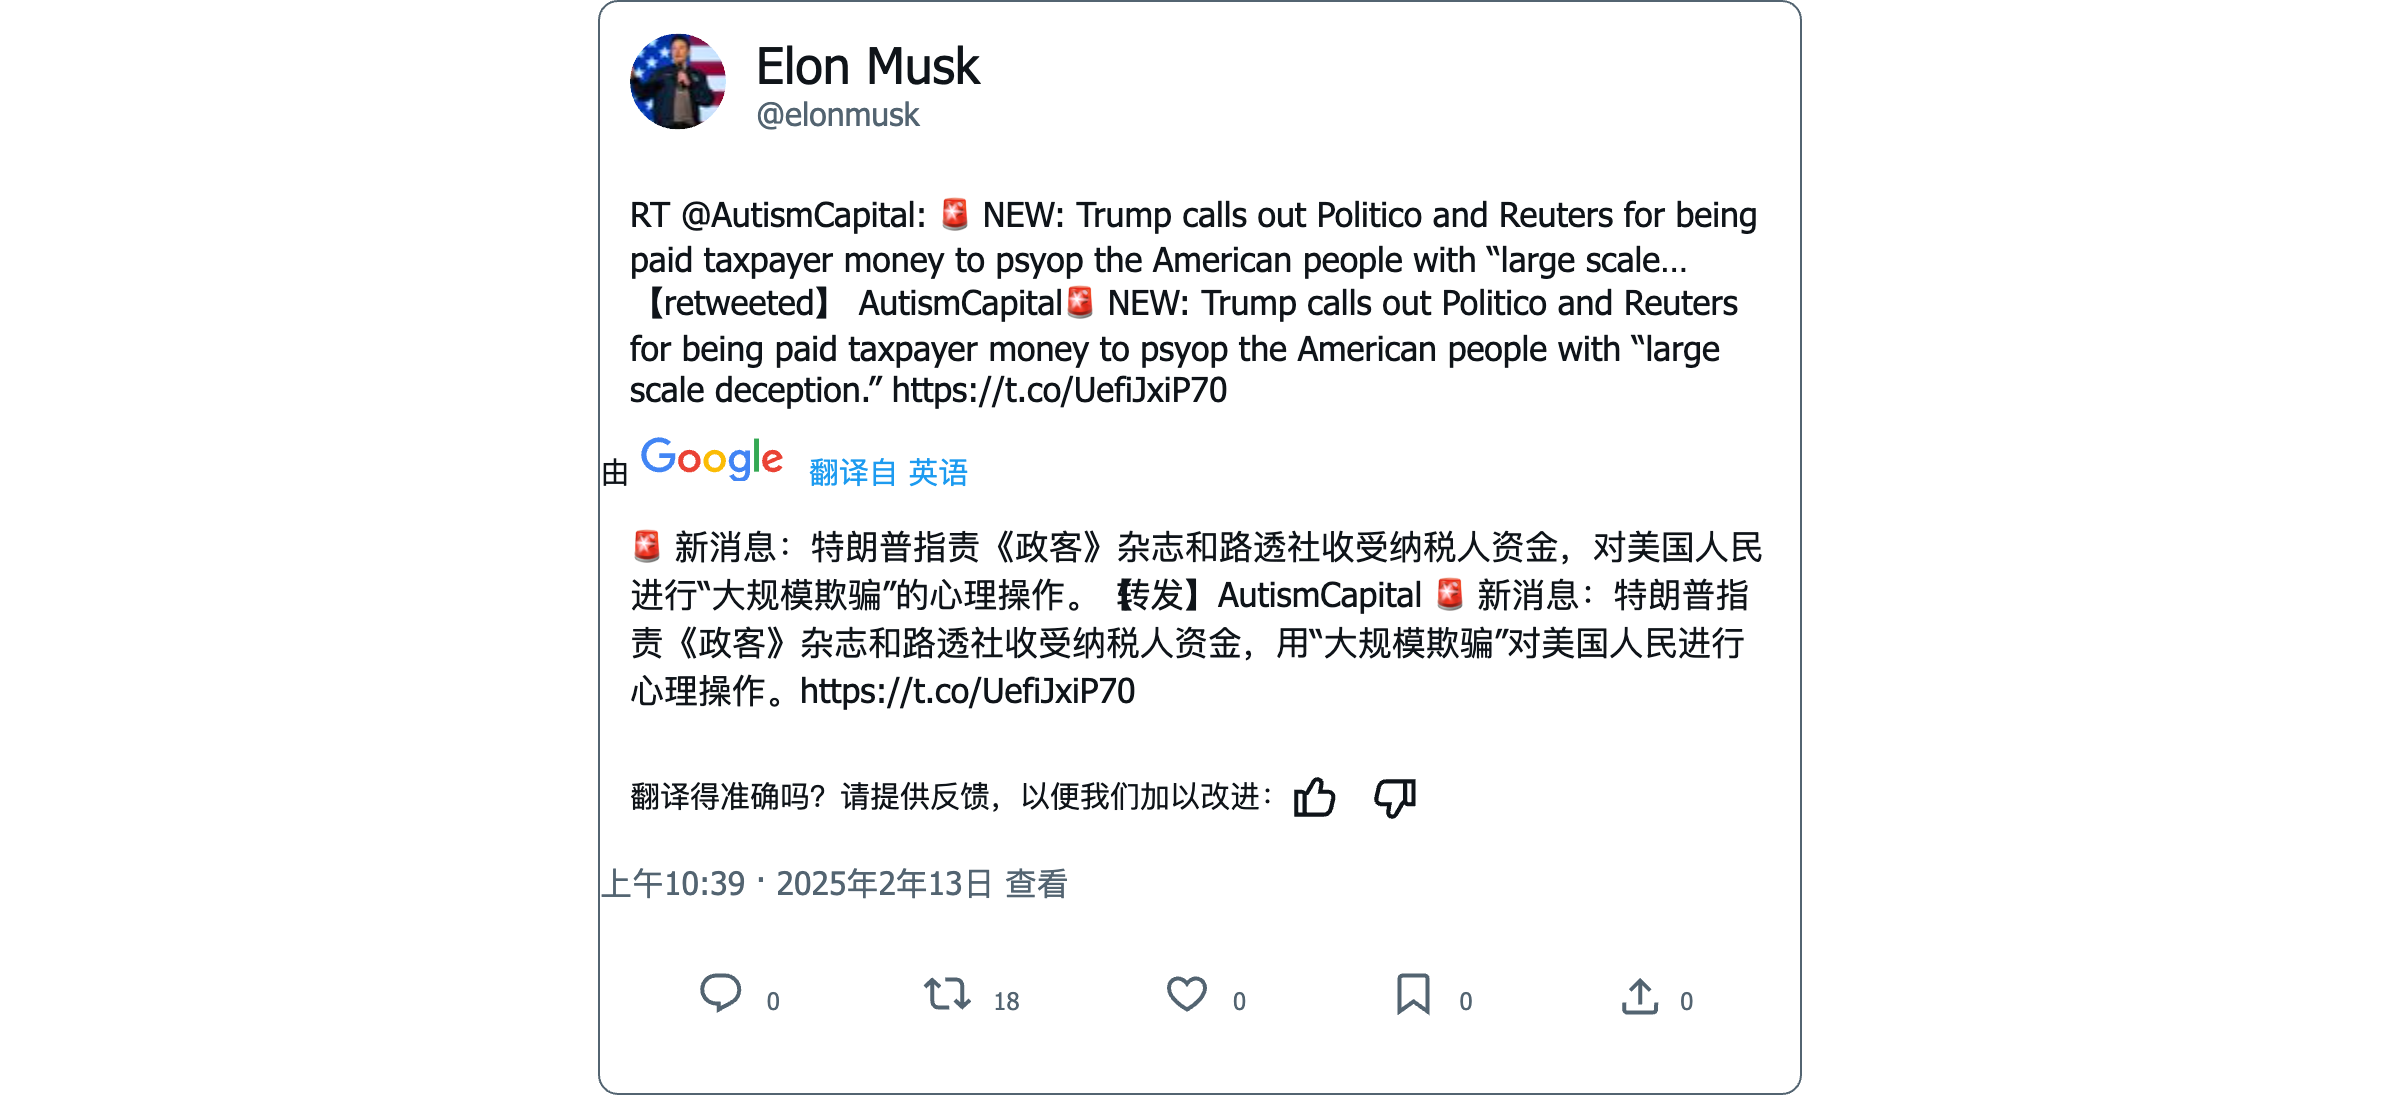 Elon Musk
@elonmusk
RT @AutismCapital: 🚨 NEW: Trump calls out Politico and Reuters for being
paid taxpayer money to psyop the American people with “large scale…
【retweeted】 AutismCapital🚨 NEW: Trump calls out Politico and Reuters
for being paid taxpayer money to psyop the American people with “large
scale deception.” https://t.co/UefiJxiP70
由 Google 翻译自 英语
🚨 新消息：特朗普指责《政客》杂志和路透社收受纳税人资金，对美国人民
进行“大规模欺骗”的心理操作。【转发】AutismCapital 🚨 新消息：特朗普指
责《政客》杂志和路透社收受纳税人资金，用“大规模欺骗”对美国人民进行
心理操作。https://t.co/UefiJxiP70
翻译得准确吗？请提供反馈，以便我们加以改进：
上午10:39 · 2025年2年13日 查看
0 18 0 0 0